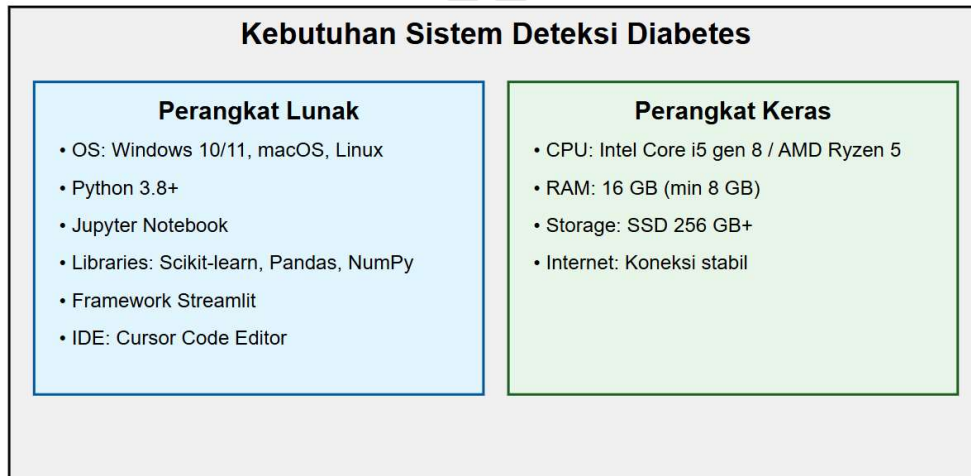 Kebutuhan Sistem Deteksi Diabetes
Perangkat Lunak
• OS: Windows 10/11, macOS, Linux
• Python 3.8+
• Jupyter Notebook
• Libraries: Scikit-learn, Pandas, NumPy
• Framework Streamlit
• IDE: Cursor Code Editor
Perangkat Keras
• CPU: Intel Core i5 gen 8 / AMD Ryzen 5
• RAM: 16 GB (min 8 GB)
• Storage: SSD 256 GB+
• Internet: Koneksi stabil